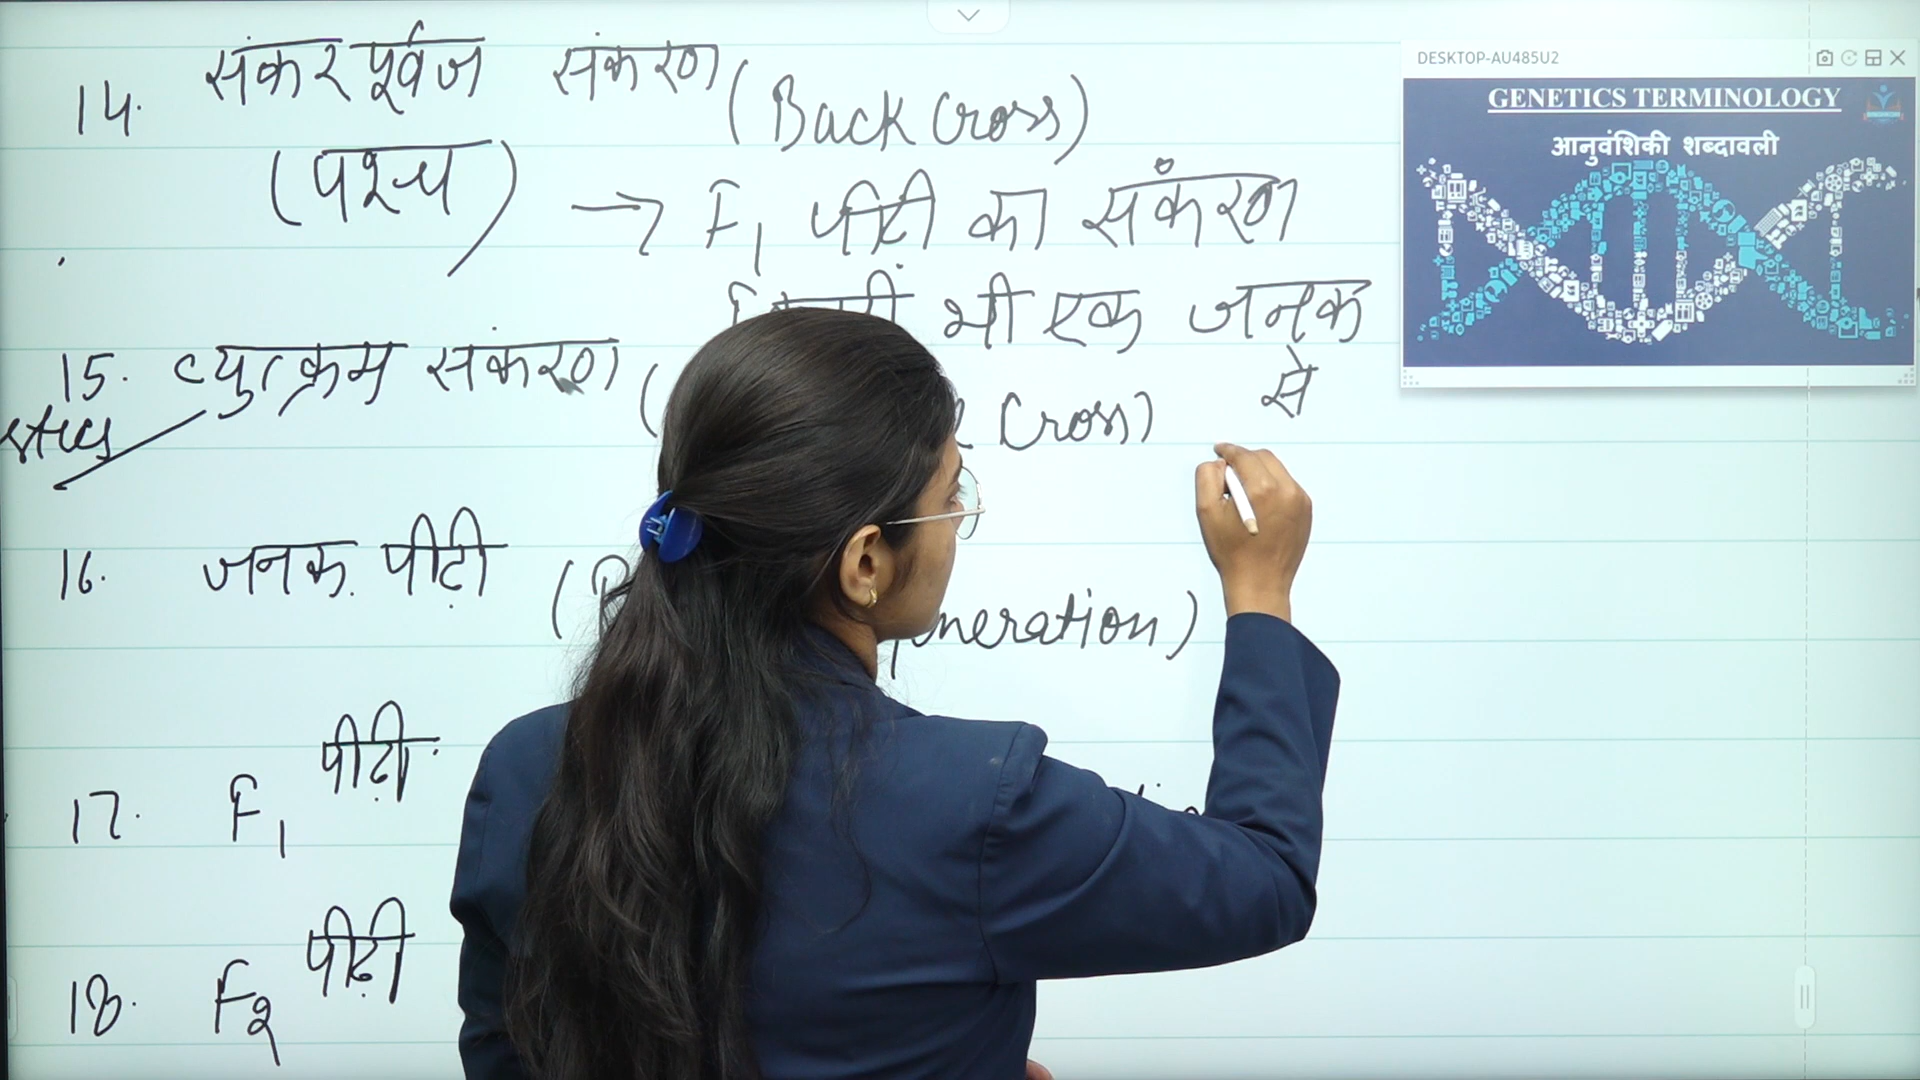 14. संकर पूर्वज संकरण (Back Cross)
(पश्च) → F1 पीढ़ी का संकरण
भी एक जनक
से
15. व्युत्क्रम संकरण ( Cross)
16. जनक पीढ़ी (P
17. F1 पीढ़ी
18. F2 पीढ़ी
DESKTOP-AU485U2
GENETICS TERMINOLOGY
आनुवंशिकी शब्दावली